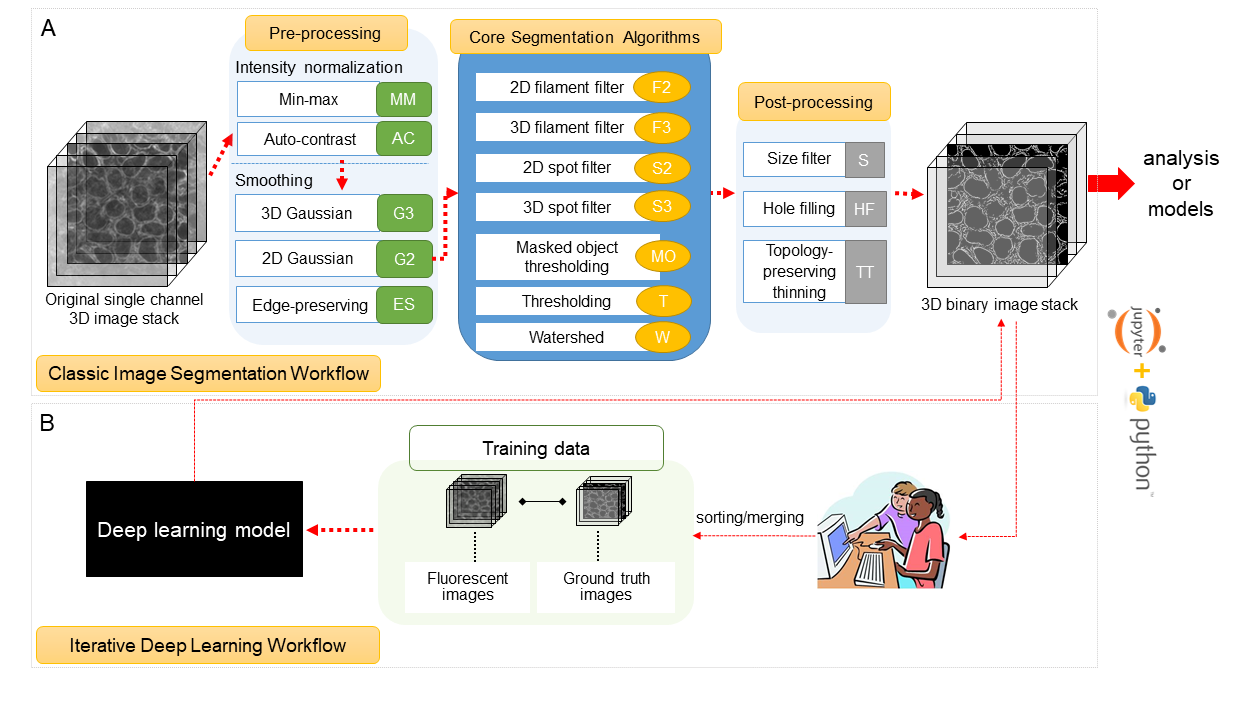 A
Pre-processing
Intensity normalization
Min-max MM
Auto-contrast AC
Smoothing
3D Gaussian G3
2D Gaussian G2
Edge-preserving ES
Original single channel
3D image stack
Core Segmentation Algorithms
2D filament filter F2
3D filament filter F3
2D spot filter S2
3D spot filter S3
Masked object
thresholding
MO
Thresholding T
Watershed W
Post-processing
Size filter S
Hole filling HF
Topology-
preserving
thinning
TT
3D binary image stack
analysis
or
models
Classic Image Segmentation Workflow
jupyter
+
python
™
B
Training data
Fluorescent
images
Ground truth
images
Deep learning model
sorting/merging
Iterative Deep Learning Workflow